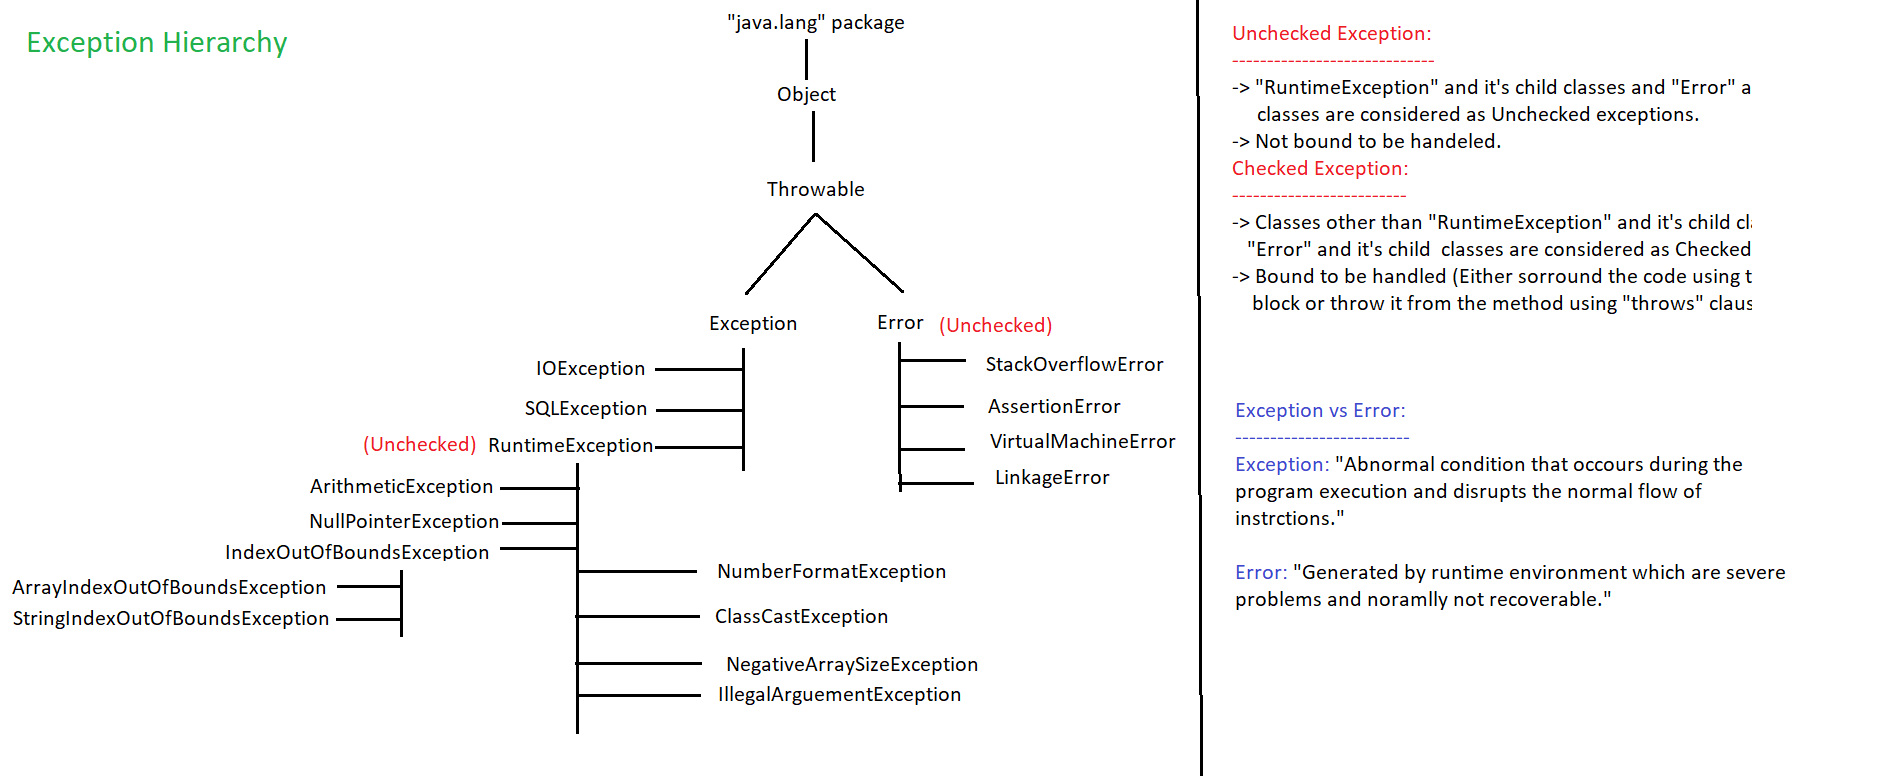 Exception Hierarchy
"java.lang" package
Object
Throwable
Exception
Error (Unchecked)
IOException
SQLException
(Unchecked) RuntimeException
ArithmeticException
NullPointerException
IndexOutOfBoundsException
ArrayIndexOutOfBoundsException
StringIndexOutOfBoundsException
NumberFormatException
ClassCastException
NegativeArraySizeException
IllegalArguementException
StackOverflowError
AssertionError
VirtualMachineError
LinkageError
Unchecked Exception:
-----------------------------
-> "RuntimeException" and it's child classes and "Error" a
classes are considered as Unchecked exceptions.
-> Not bound to be handeled.
Checked Exception:
-------------------------
-> Classes other than "RuntimeException" and it's child
"Error" and it's child  classes are considered as Checked
-> Bound to be handled (Either sorround the code using
block or throw it from the method using "throws"
Exception vs Error:
-------------------------
Exception: "Abnormal condition that occours during the
program execution and disrupts the normal flow of
instrctions."
Error: "Generated by runtime environment which are severe
problems and noramlly not recoverable."